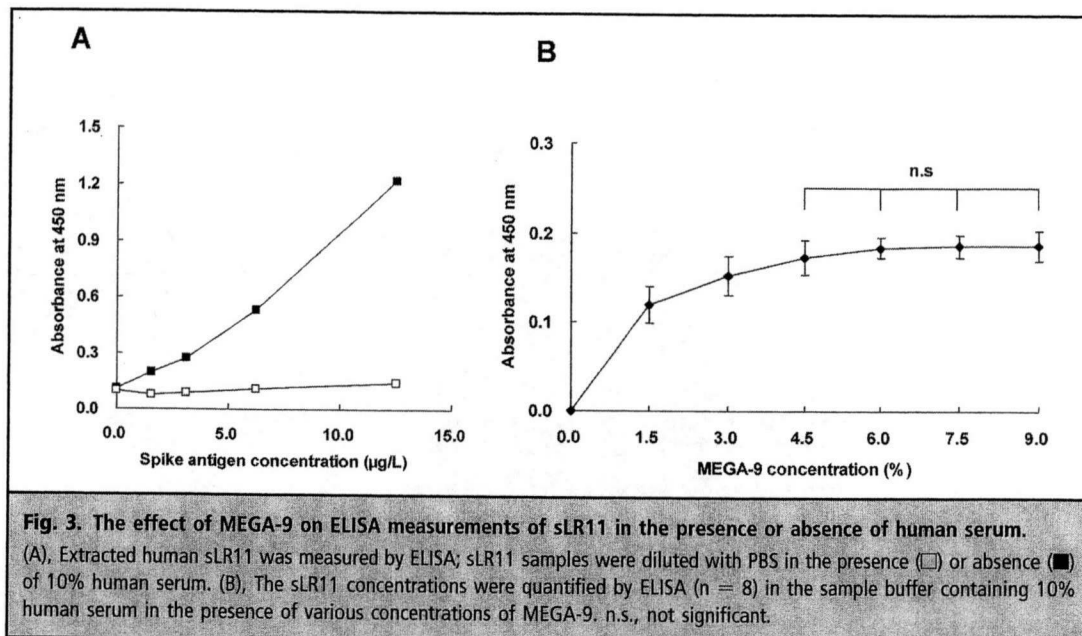 A
B
1.5
1.2
0.9
0.6
0.3
0.0
Absorbance at 450 nm
0.0 5.0 10.0 15.0
Spike antigen concentration (µg/L)
0.3
0.2
0.1
0.0
Absorbance at 450 nm
n.s
0.0 1.5 3.0 4.5 6.0 7.5 9.0
MEGA-9 concentration (%)
Fig. 3. The effect of MEGA-9 on ELISA measurements of sLR11 in the presence or absence of human serum.
(A), Extracted human sLR11 was measured by ELISA; sLR11 samples were diluted with PBS in the presence (□) or absence (■)
of 10% human serum. (B), The sLR11 concentrations were quantified by ELISA (n = 8) in the sample buffer containing 10%
human serum in the presence of various concentrations of MEGA-9. n.s., not significant.